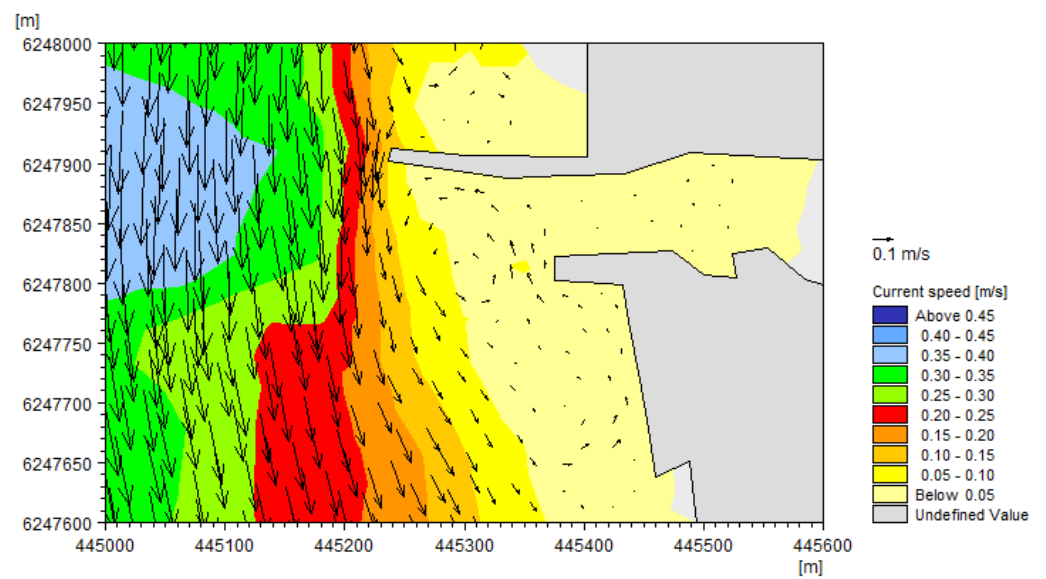 [m]
6248000
6247950
6247900
6247850
6247800
6247750
6247700
6247650
6247600
445000 445100 445200 445300 445400 445500 445600
[m]
0.1 m/s
Current speed [m/s]
Above 0.45
0.40 - 0.45
0.35 - 0.40
0.30 - 0.35
0.25 - 0.30
0.20 - 0.25
0.15 - 0.20
0.10 - 0.15
0.05 - 0.10
Below 0.05
Undefined Value